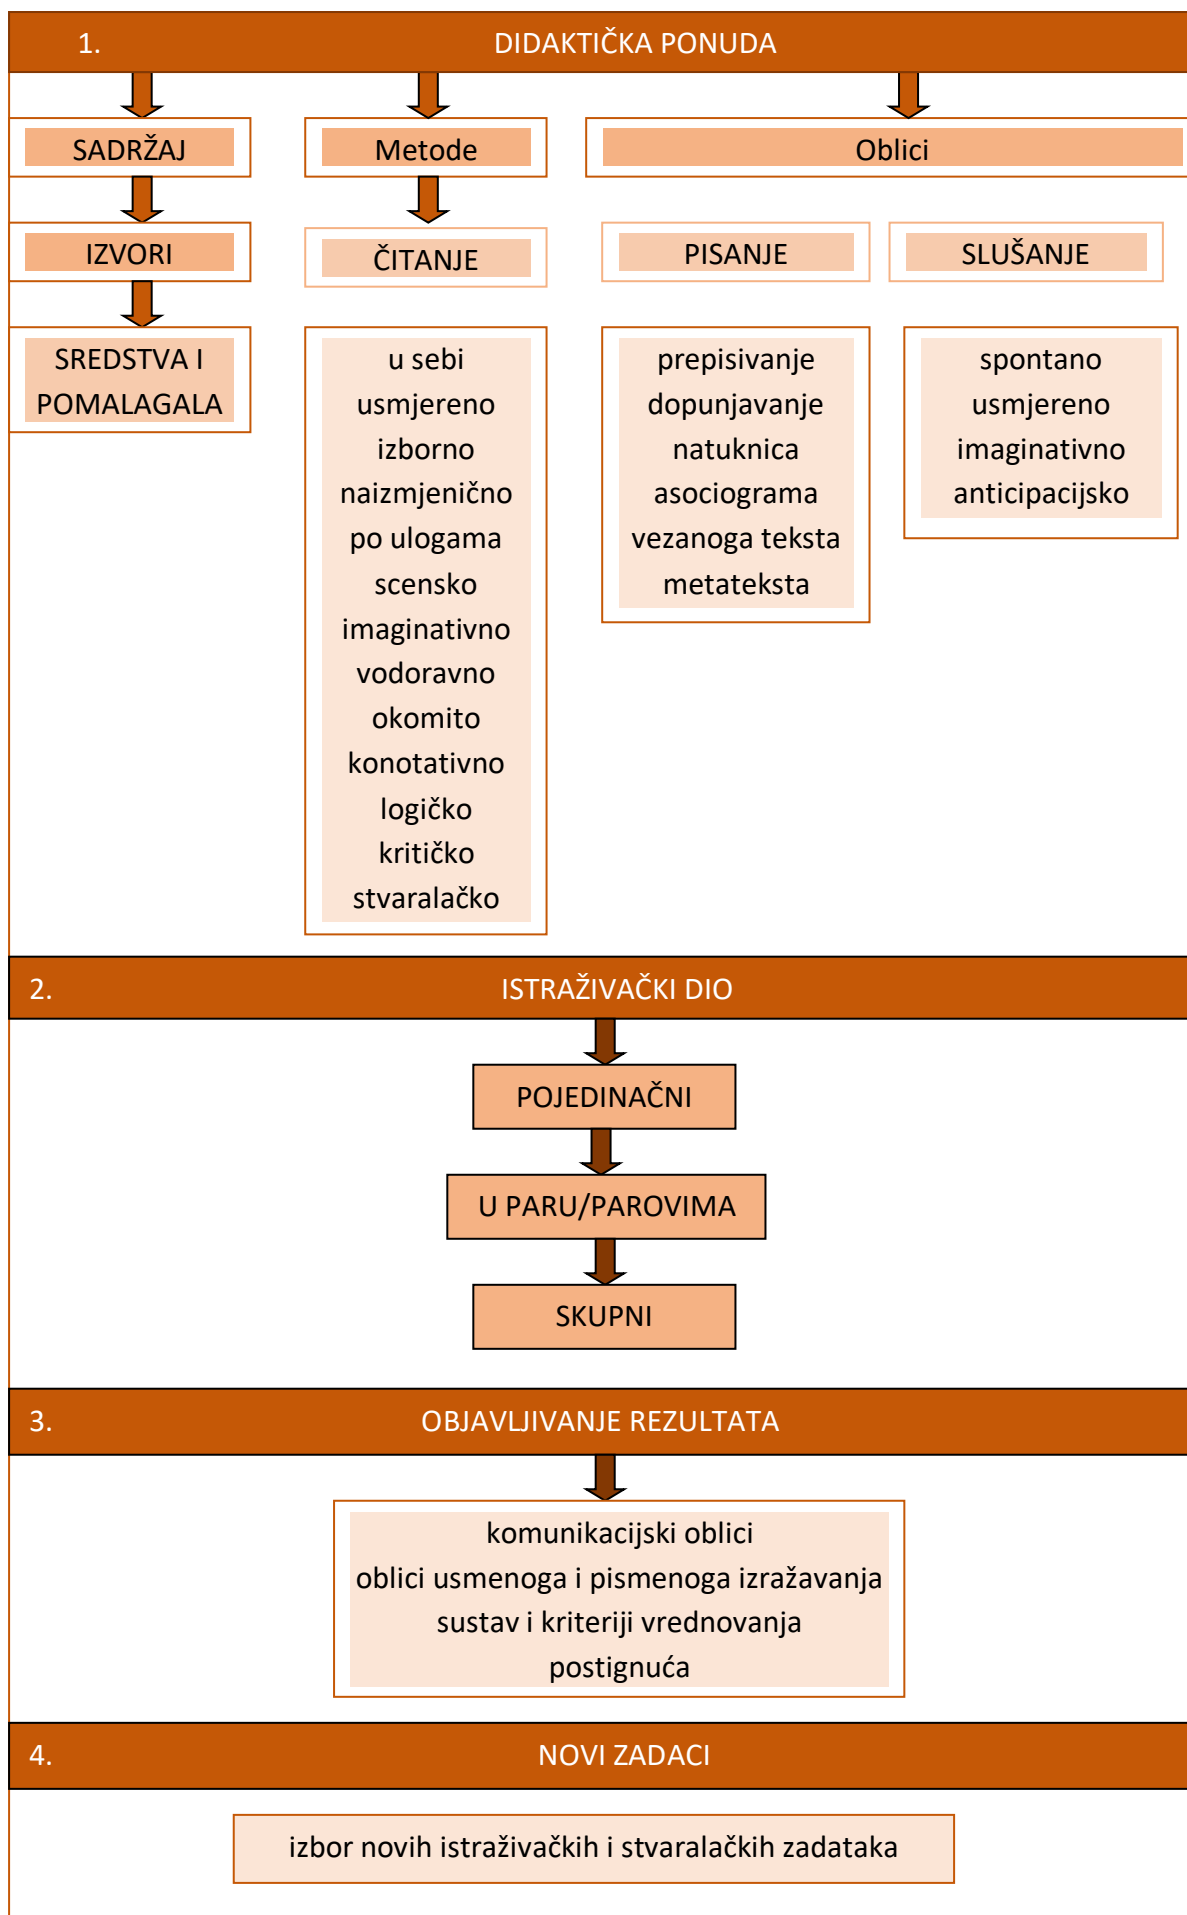 1. DIDAKTIČKA PONUDA
SADRŽAJ
Metode
Oblici
IZVORI
ČITANJE
PISANJE
SLUŠANJE
SREDSTVA I
POMALAGALA
u sebi
usmjereno
izborno
naizmjenično
po ulogama
scensko
imaginativno
vodoravno
okomito
konotativno
logičko
kritičko
stvaralačko
prepisivanje
dopunjavanje
natuknica
asociograma
vezanoga teksta
metateksta
spontano
usmjereno
imaginativno
anticipacijsko
2. ISTRAŽIVAČKI DIO
POJEDINAČNI
U PARU/PAROVIMA
SKUPNI
3. OBJAVLJIVANJE REZULTATA
komunikacijski oblici
oblici usmenoga i pismenoga izražavanja
sustav i kriteriji vrednovanja
postignuća
4. NOVI ZADACI
izbor novih istraživačkih i stvaralačkih zadataka